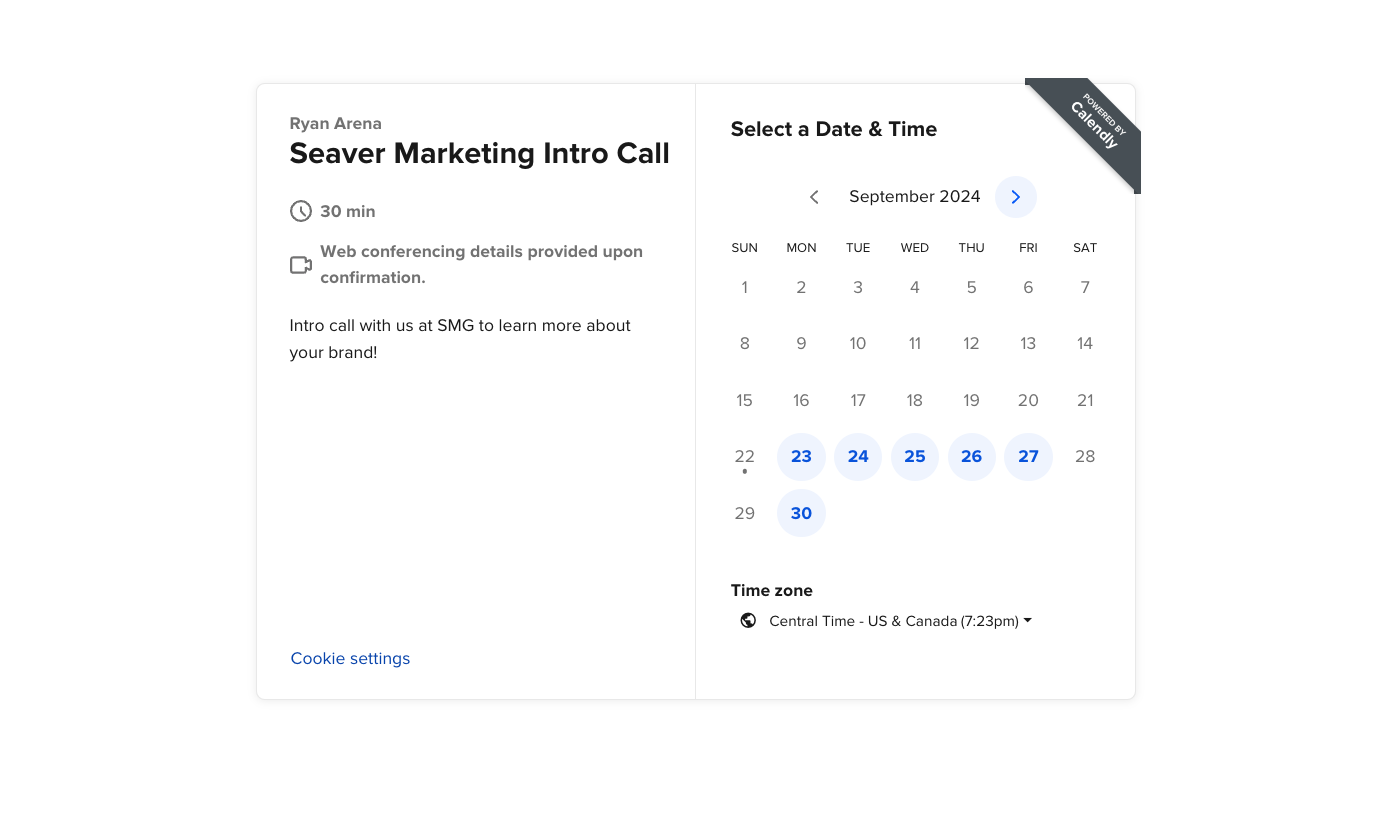 Ryan Arena
Seaver Marketing Intro Call
30 min
Web conferencing details provided upon
confirmation.
Intro call with us at SMG to learn more about
your brand!
Cookie settings
POWERED BY
Calendly
Select a Date & Time
September 2024
SUN MON TUE WED THU FRI SAT
1 2 3 4 5 6 7
8 9 10 11 12 13 14
15 16 17 18 19 20 21
22 23 24 25 26 27 28
29 30
Time zone
Central Time - US & Canada (7:23pm)